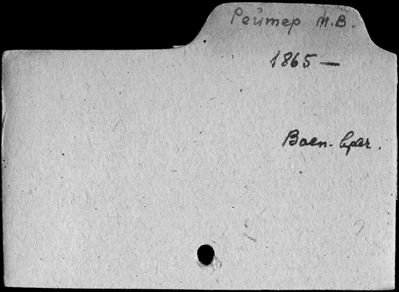 Рейтер М.В.
1865 —
Воен. врач.